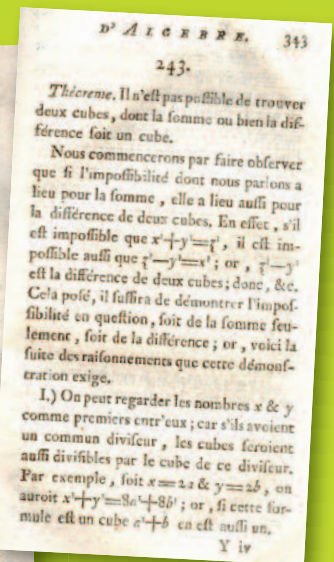 D'ALGEBRE. 343
243.
Théoreme. Il n'eſt pas poſſible de trouver
deux cubes, dont la ſomme ou bien la dif-
férence ſoit un cube.
Nous commencerons par faire obſerver
que ſi l'impoſſibilité dont nous parlons a
lieu pour la ſomme, elle a lieu auſſi pour
la différence de deux cubes. En effet, s'il
eſt impoſſible que x³+y³=z³, il eſt im-
poſſible auſſi que z³—y³=x³; or, z³—y³
eſt la différence de deux cubes; donc, &c.
Cela poſé, il ſuffira de démontrer l'impoſ-
ſibilité en queſtion, ſoit de la ſomme ſeu-
lement, ſoit de la différence; or, voici la
ſuite des raiſonnements que cette démonſ-
tration exige.
I.) On peut regarder les nombres x & y
comme premiers entr'eux; car s'ils avoient
un commun diviſeur, les cubes ſeroient
auſſi diviſibles par le cube de ce diviſeur.
Par exemple, ſoit x=2a & y=2b, on
auroit x³+y³=8a³+8b³; or, ſi cette for-
mule eſt un cube a³+b en eſt auſſi un.
Y iv